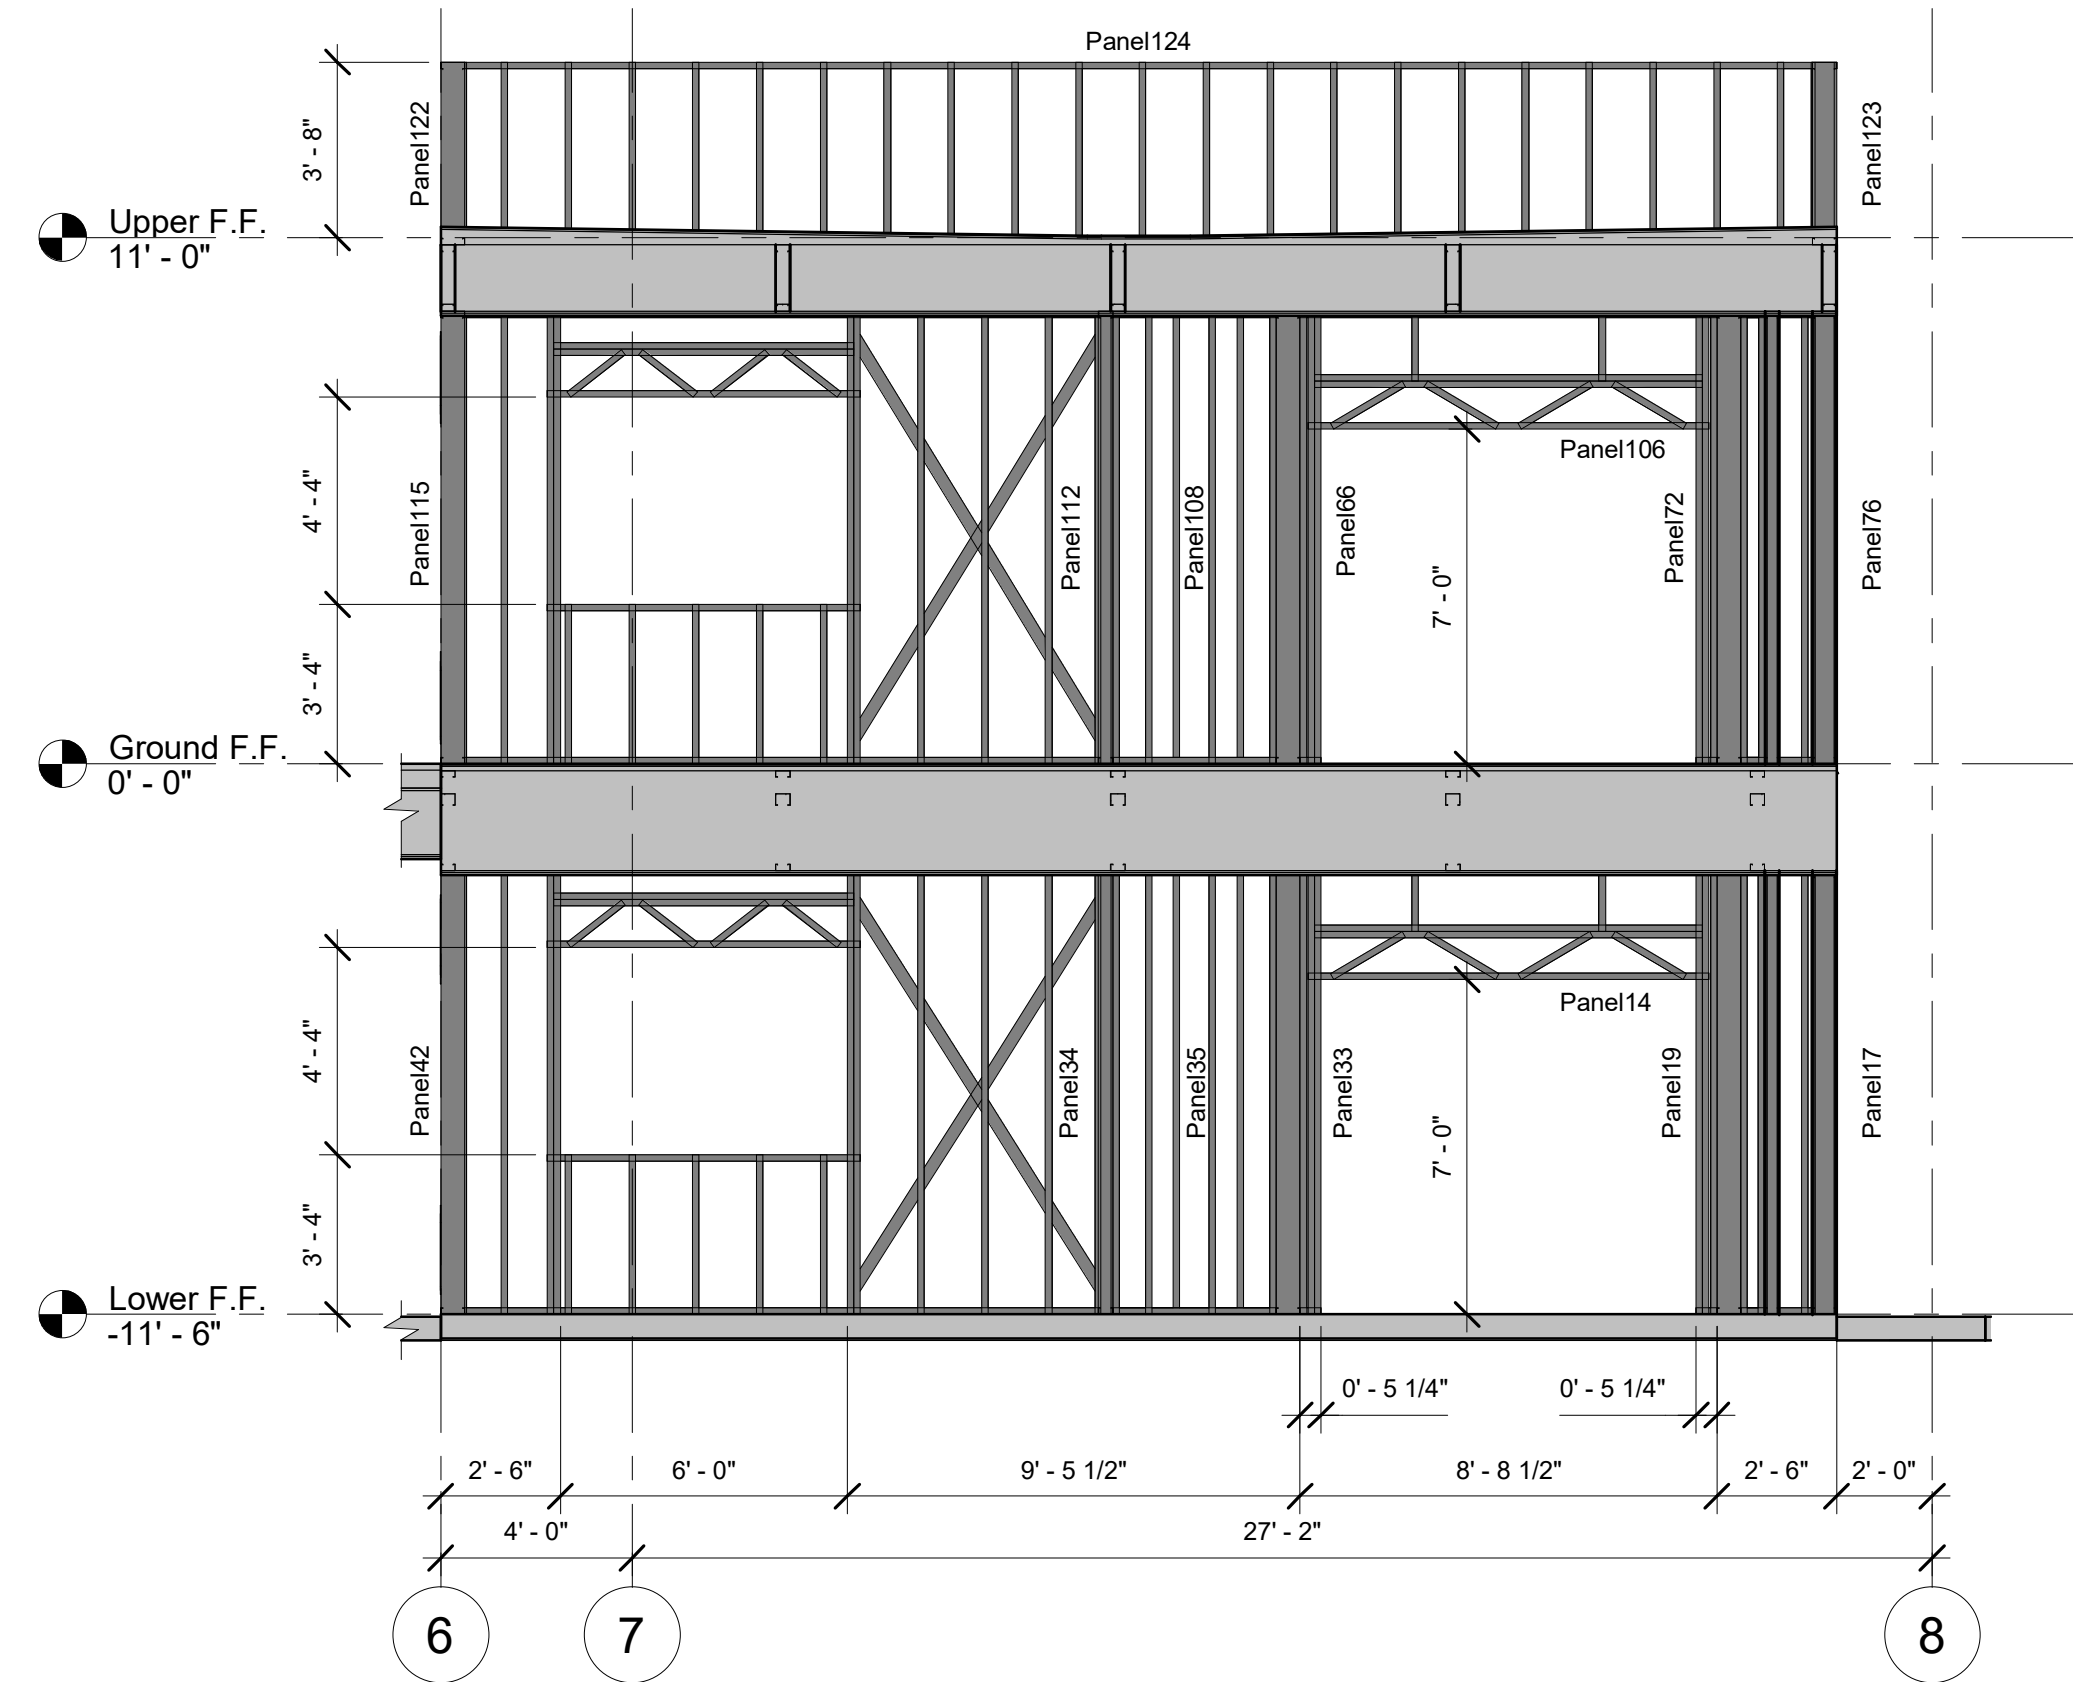 Panel124
Panel122
Panel123
3' - 8"
Upper F.F.
11' - 0"
Panel106
4' - 4"
Panel115
Panel112
Panel108
Panel66
Panel72
Panel76
7' - 0"
3' - 4"
Ground F.F.
0' - 0"
Panel14
4' - 4"
Panel42
Panel34
Panel35
Panel33
Panel19
Panel17
7' - 0"
3' - 4"
Lower F.F.
-11' - 6"
0' - 5 1/4"
0' - 5 1/4"
2' - 6"
6' - 0"
9' - 5 1/2"
8' - 8 1/2"
2' - 6"
2' - 0"
4' - 0"
27' - 2"
6
7
8